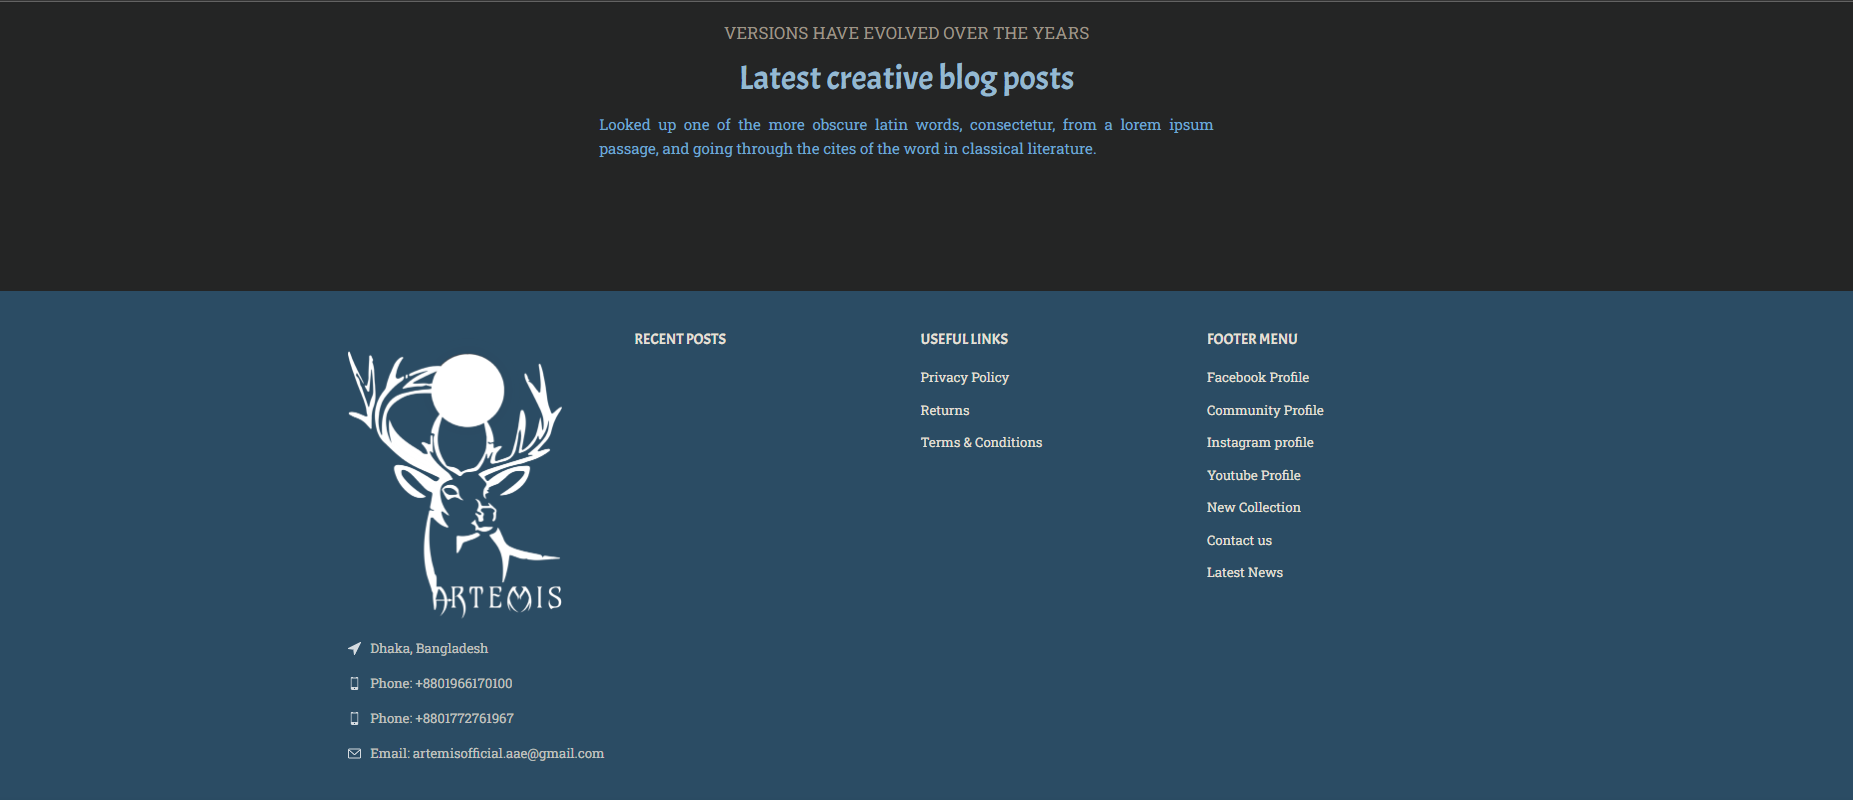 VERSIONS HAVE EVOLVED OVER THE YEARS
Latest creative blog posts
Looked up one of the more obscure latin words, consectetur, from a lorem ipsum
passage, and going through the cites of the word in classical literature.
ARTEMIS
Dhaka, Bangladesh
Phone: +8801966170100
Phone: +8801772761967
Email: artemisofficial.aae@gmail.com
RECENT POSTS
USEFUL LINKS
Privacy Policy
Returns
Terms & Conditions
FOOTER MENU
Facebook Profile
Community Profile
Instagram profile
Youtube Profile
New Collection
Contact us
Latest News